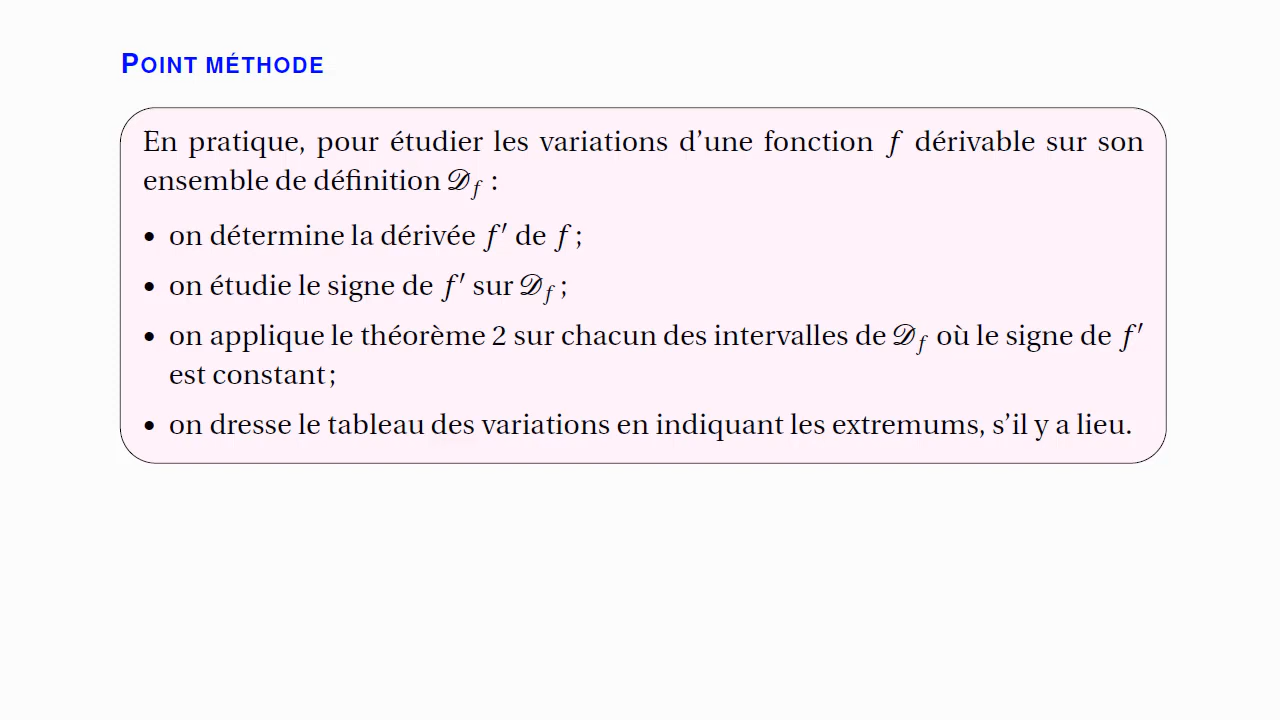 POINT MÉTHODE
En pratique, pour étudier les variations d’une fonction f dérivable sur son
ensemble de définition 𝒟f :
• on détermine la dérivée f′ de f ;
• on étudie le signe de f′ sur 𝒟f ;
• on applique le théorème 2 sur chacun des intervalles de 𝒟f où le signe de f′
est constant ;
• on dresse le tableau des variations en indiquant les extremums, s’il y a lieu.